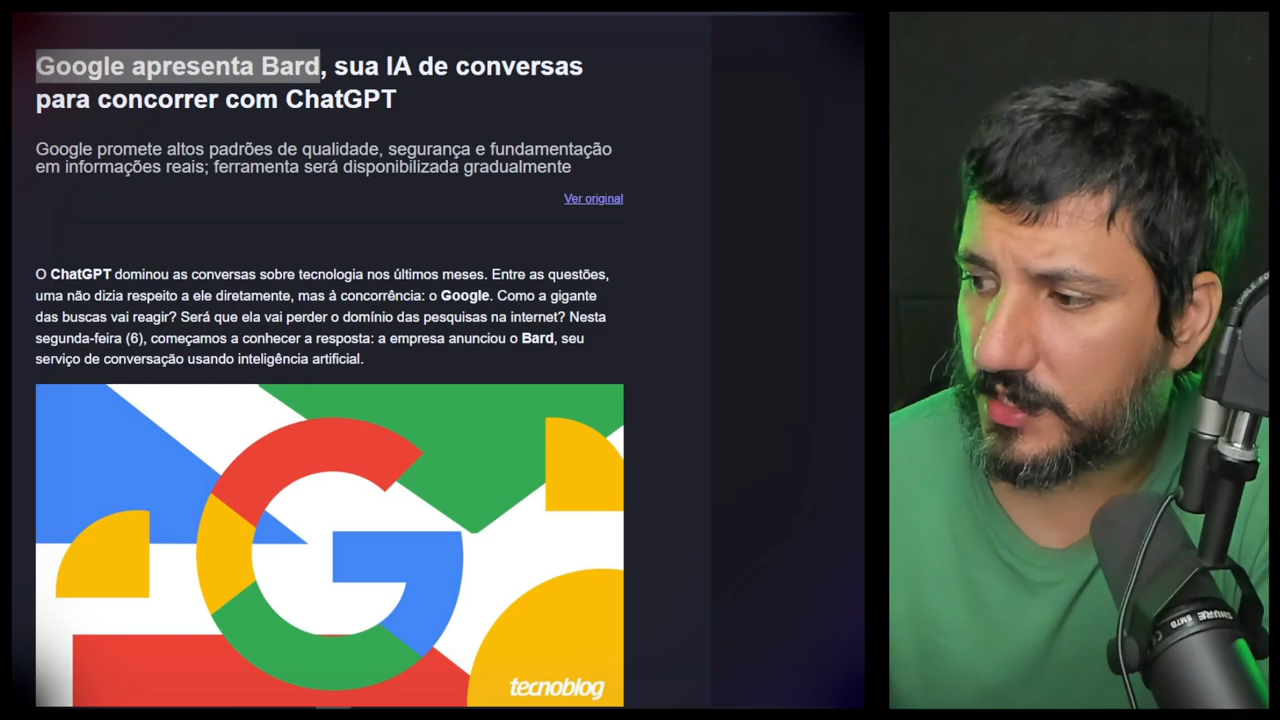 Google apresenta Bard, sua IA de conversas
para concorrer com ChatGPT
Google promete altos padrões de qualidade, segurança e fundamentação
em informações reais; ferramenta será disponibilizada gradualmente
Ver original
O ChatGPT dominou as conversas sobre tecnologia nos últimos meses. Entre as questões,
uma não dizia respeito a ele diretamente, mas à concorrência: o Google. Como a gigante
das buscas vai reagir? Será que ela vai perder o domínio das pesquisas na internet? Nesta
segunda-feira (6), começamos a conhecer a resposta: a empresa anunciou o Bard, seu
serviço de conversação usando inteligência artificial.
G
tecnoblog
SHURE
SM7B